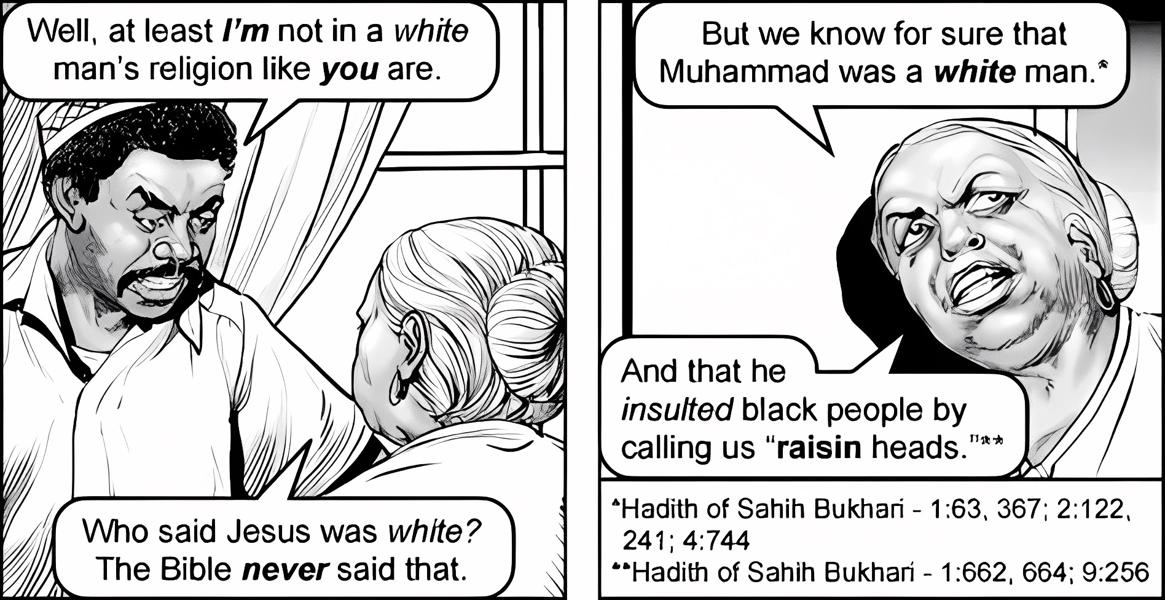 Well, at least I'm not in a white
man's religion like you are.
Who said Jesus was white?
The Bible never said that.
But we know for sure that
Muhammad was a white man.*
And that he
insulted black people by
calling us "raisin heads."**
*Hadith of Sahih Bukhari - 1:63, 367; 2:122,
241; 4:744
**Hadith of Sahih Bukhari - 1:662, 664; 9:256